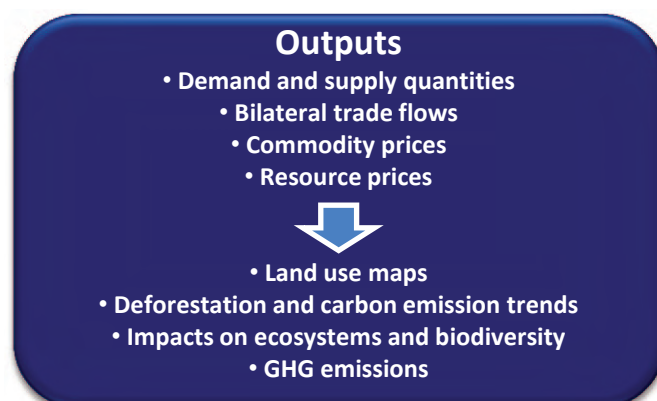 Outputs
• Demand and supply quantities
• Bilateral trade flows
• Commodity prices
• Resource prices
• Land use maps
• Deforestation and carbon emission trends
• Impacts on ecosystems and biodiversity
• GHG emissions